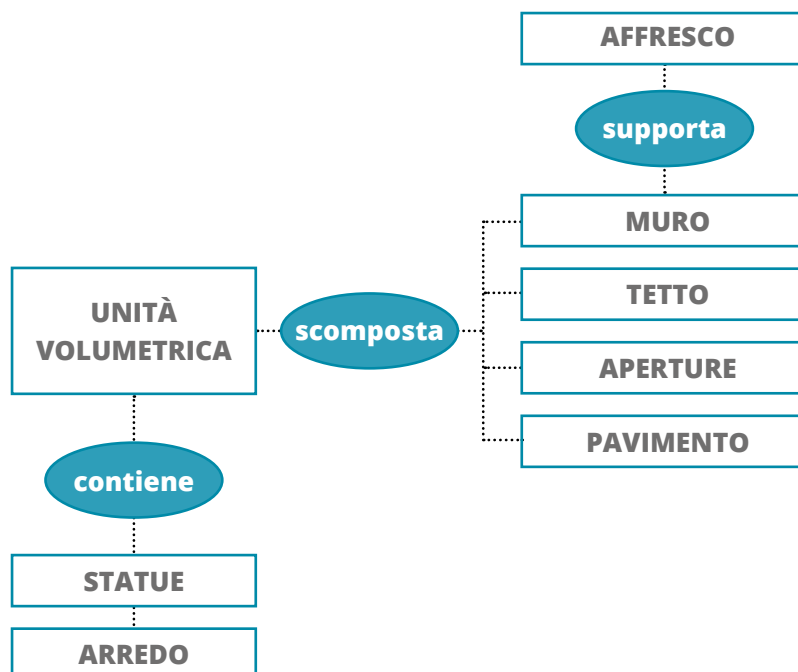 AFFRESCO
supporta
MURO
TETTO
UNITÀ
VOLUMETRICA
scomposta
APERTURE
PAVIMENTO
contiene
STATUE
ARREDO